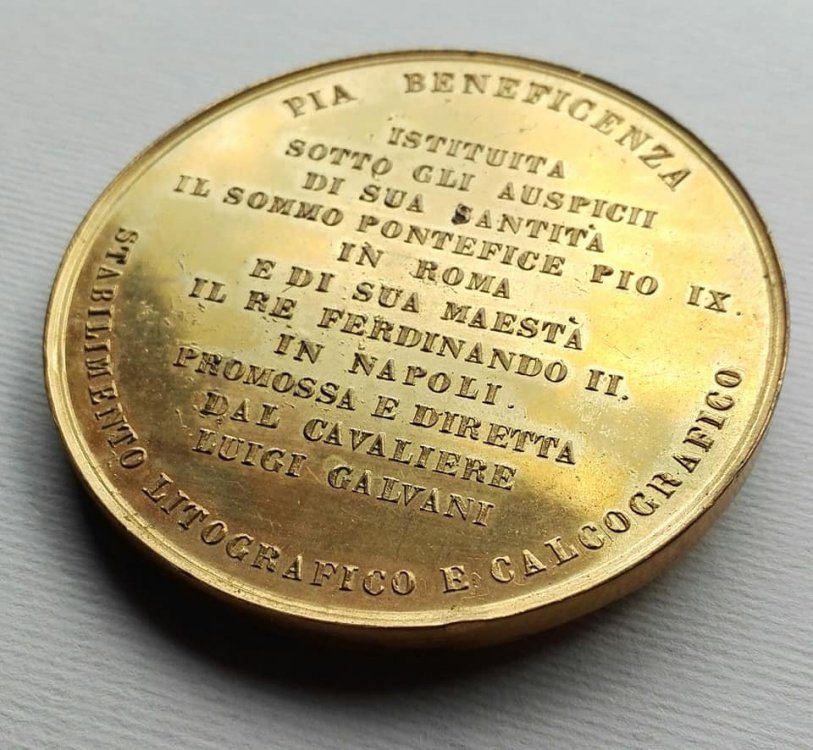 PIA BENEFICENZA
ISTITUITA
SOTTO GLI AUSPICII
DI SUA SANTITÀ
IL SOMMO PONTEFICE PIO IX.
IN ROMA
E DI SUA MAESTÀ
IL RE FERDINANDO II.
IN NAPOLI.
PROMOSSA E DIRETTA
DAL CAVALIERE
LUIGI GALVANI
STABILIMENTO LITOGRAFICO E CALCOGRAFICO